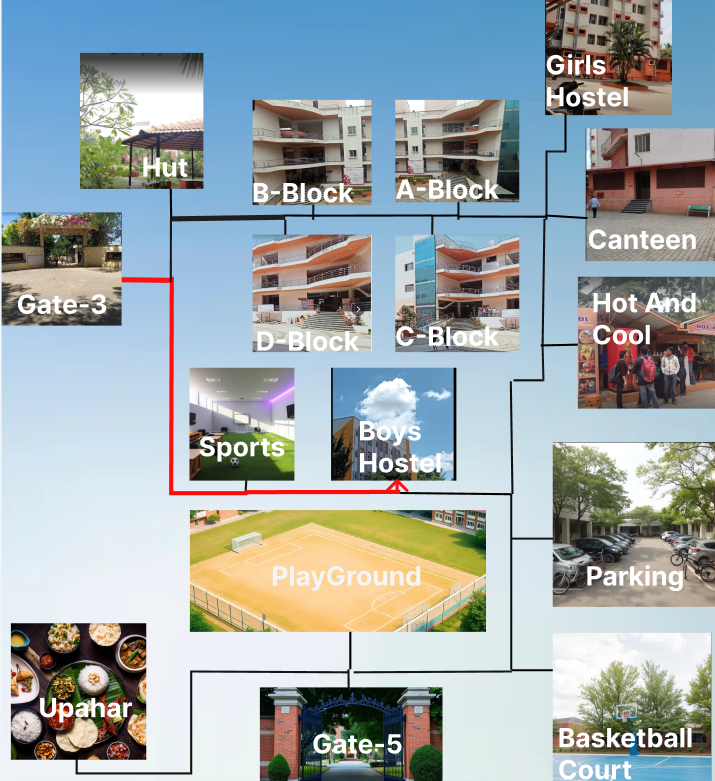 Girls
Hostel
Hut
B-Block
A-Block
Canteen
Gate-3
Hot And
Cool
D-Block
C-Block
Sports
Boys
Hostel
PlayGround
Parking
Upahar
Gate-5
Basketball
Court